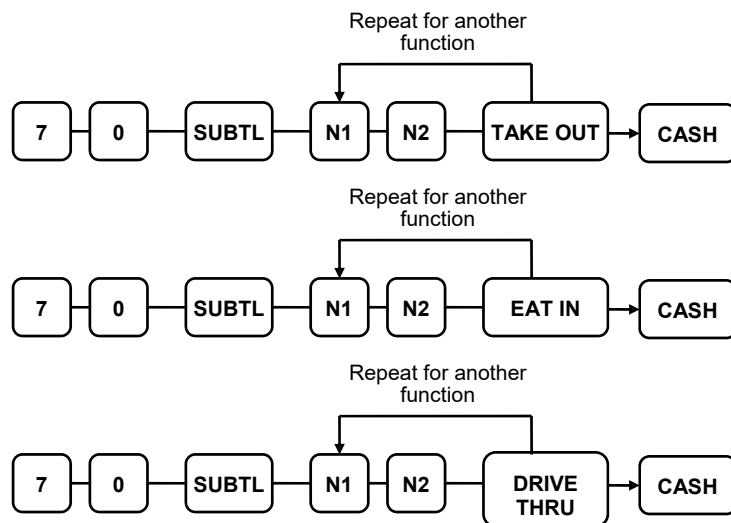 Repeat for another
function
7 0 SUBTL N1 N2 TAKE OUT CASH
Repeat for another
function
7 0 SUBTL N1 N2 EAT IN CASH
Repeat for another
function
7 0 SUBTL N1 N2 DRIVE
THRU CASH